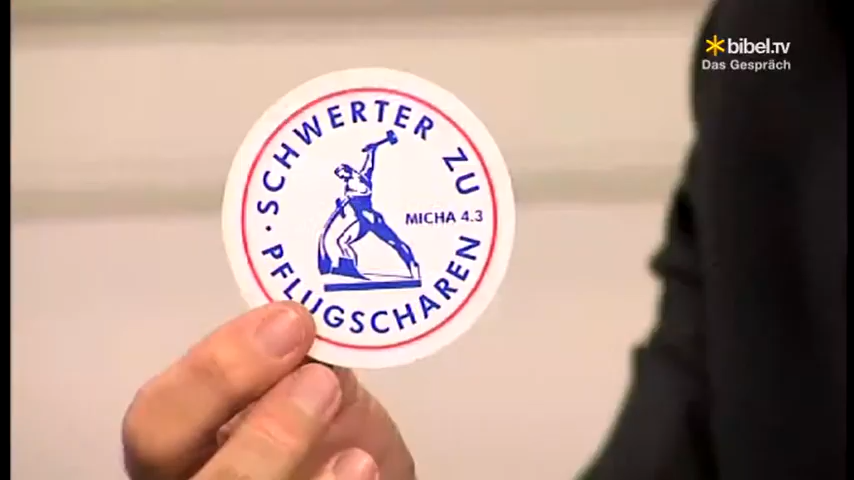 bibel.TV
Das Gespräch
SCHWERTER ZU
MICHA 4.3
· PFLUGSCHAREN